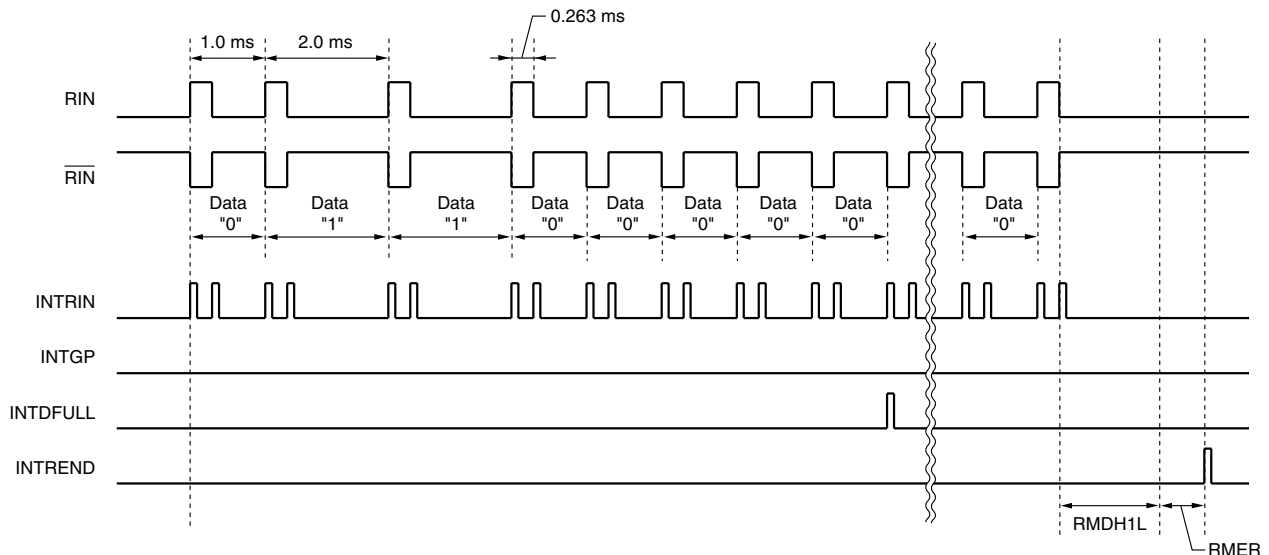 0.263 ms
1.0 ms
2.0 ms
RIN
RIN
Data "0"
Data "1"
Data "1"
Data "0"
Data "0"
Data "0"
Data "0"
Data "0"
Data "0"
INTRIN
INTGP
INTDFULL
INTREND
RMDH1L
RMER